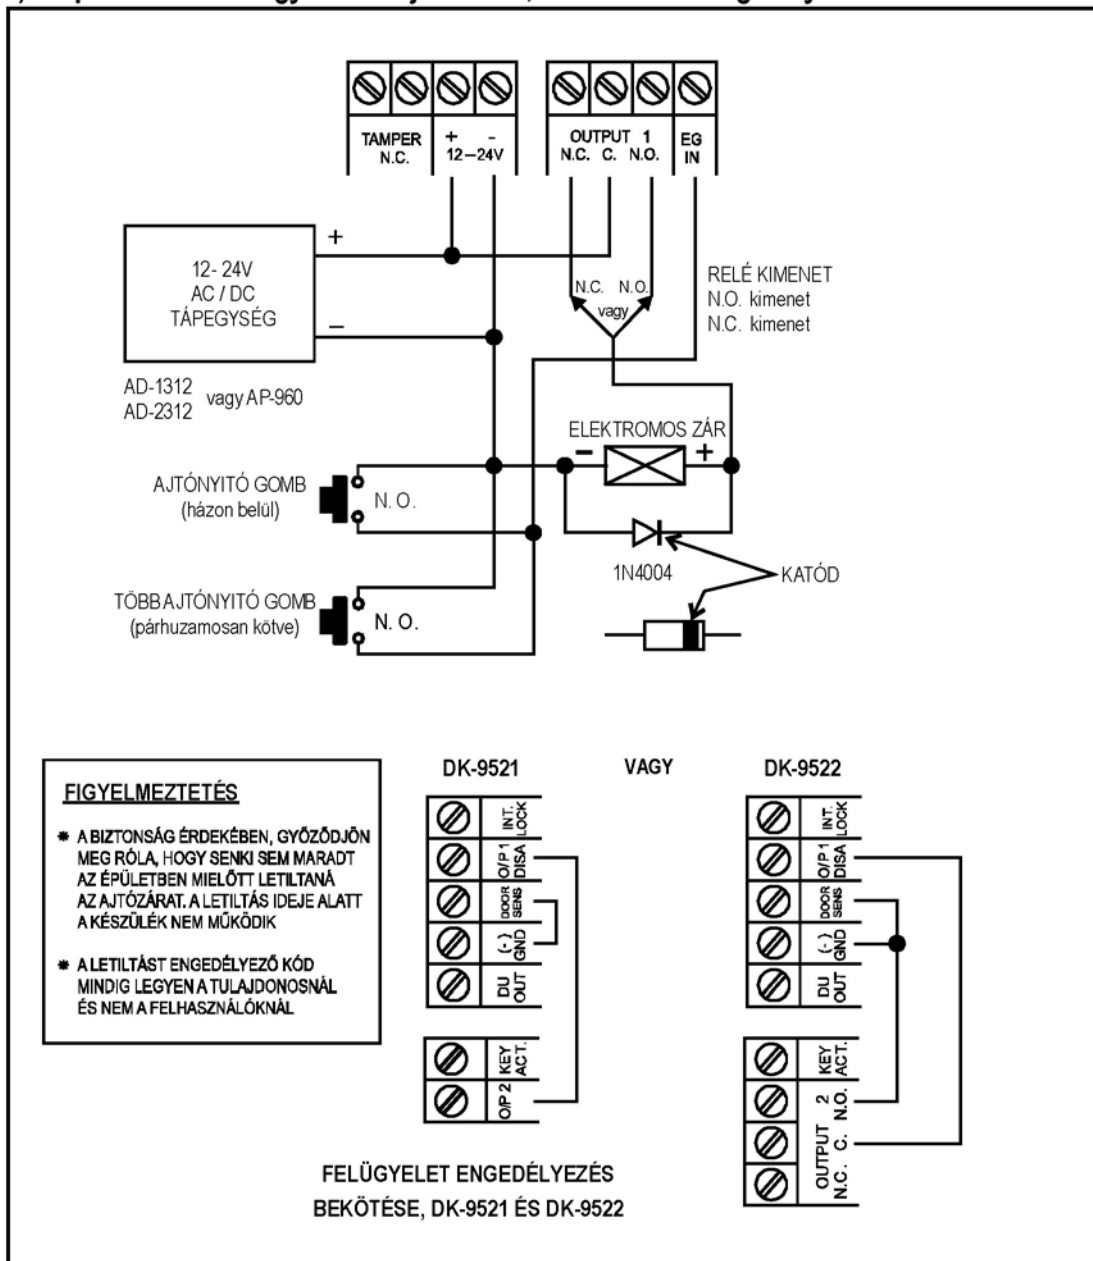 TAMPER
N.C.
+ -
12–24V
OUTPUT 1
N.C. C. N.O.
EG
IN
+
12- 24V
AC / DC
TÁPEGYSÉG
–
N.C. N.O.
vagy
RELÉ KIMENET
N.O. kimenet
N.C. kimenet
AD-1312
AD-2312
vagy AP-960
ELEKTROMOS ZÁR
- +
AJTÓNYITÓ GOMB
(házon belül)
N. O.
1N4004
KATÓD
TÖBB AJTÓNYITÓ GOMB
(párhuzamosan kötve)
N. O.
DK-9521
VAGY
DK-9522
FIGYELMEZTETÉS
* A BIZTONSÁG ÉRDEKÉBEN, GYŐZŐDJÖN
MEG RÓLA, HOGY SENKI SEM MARADT
AZ ÉPÜLETBEN MIELŐTT LETILTANÁ
AZ AJTÓZÁRAT. A LETILTÁS IDEJE ALATT
A KÉSZÜLÉK NEM MŰKÖDIK
* A LETILTÁST ENGEDÉLYEZŐ KÓD
MINDIG LEGYEN A TULAJDONOSNÁL
ÉS NEM A FELHASZNÁLÓKNÁL
INT.
LOCK
O/P 1
DISA
DOOR
SENS
(-)
GND
DU
OUT
KEY
ACT.
O/P 2
INT.
LOCK
O/P 1
DISA
DOOR
SENS
(-)
GND
DU
OUT
KEY
ACT.
OUTPUT 2
N.C. C. N.O.
FELÜGYELET ENGEDÉLYEZÉS
BEKÖTÉSE, DK-9521 ÉS DK-9522